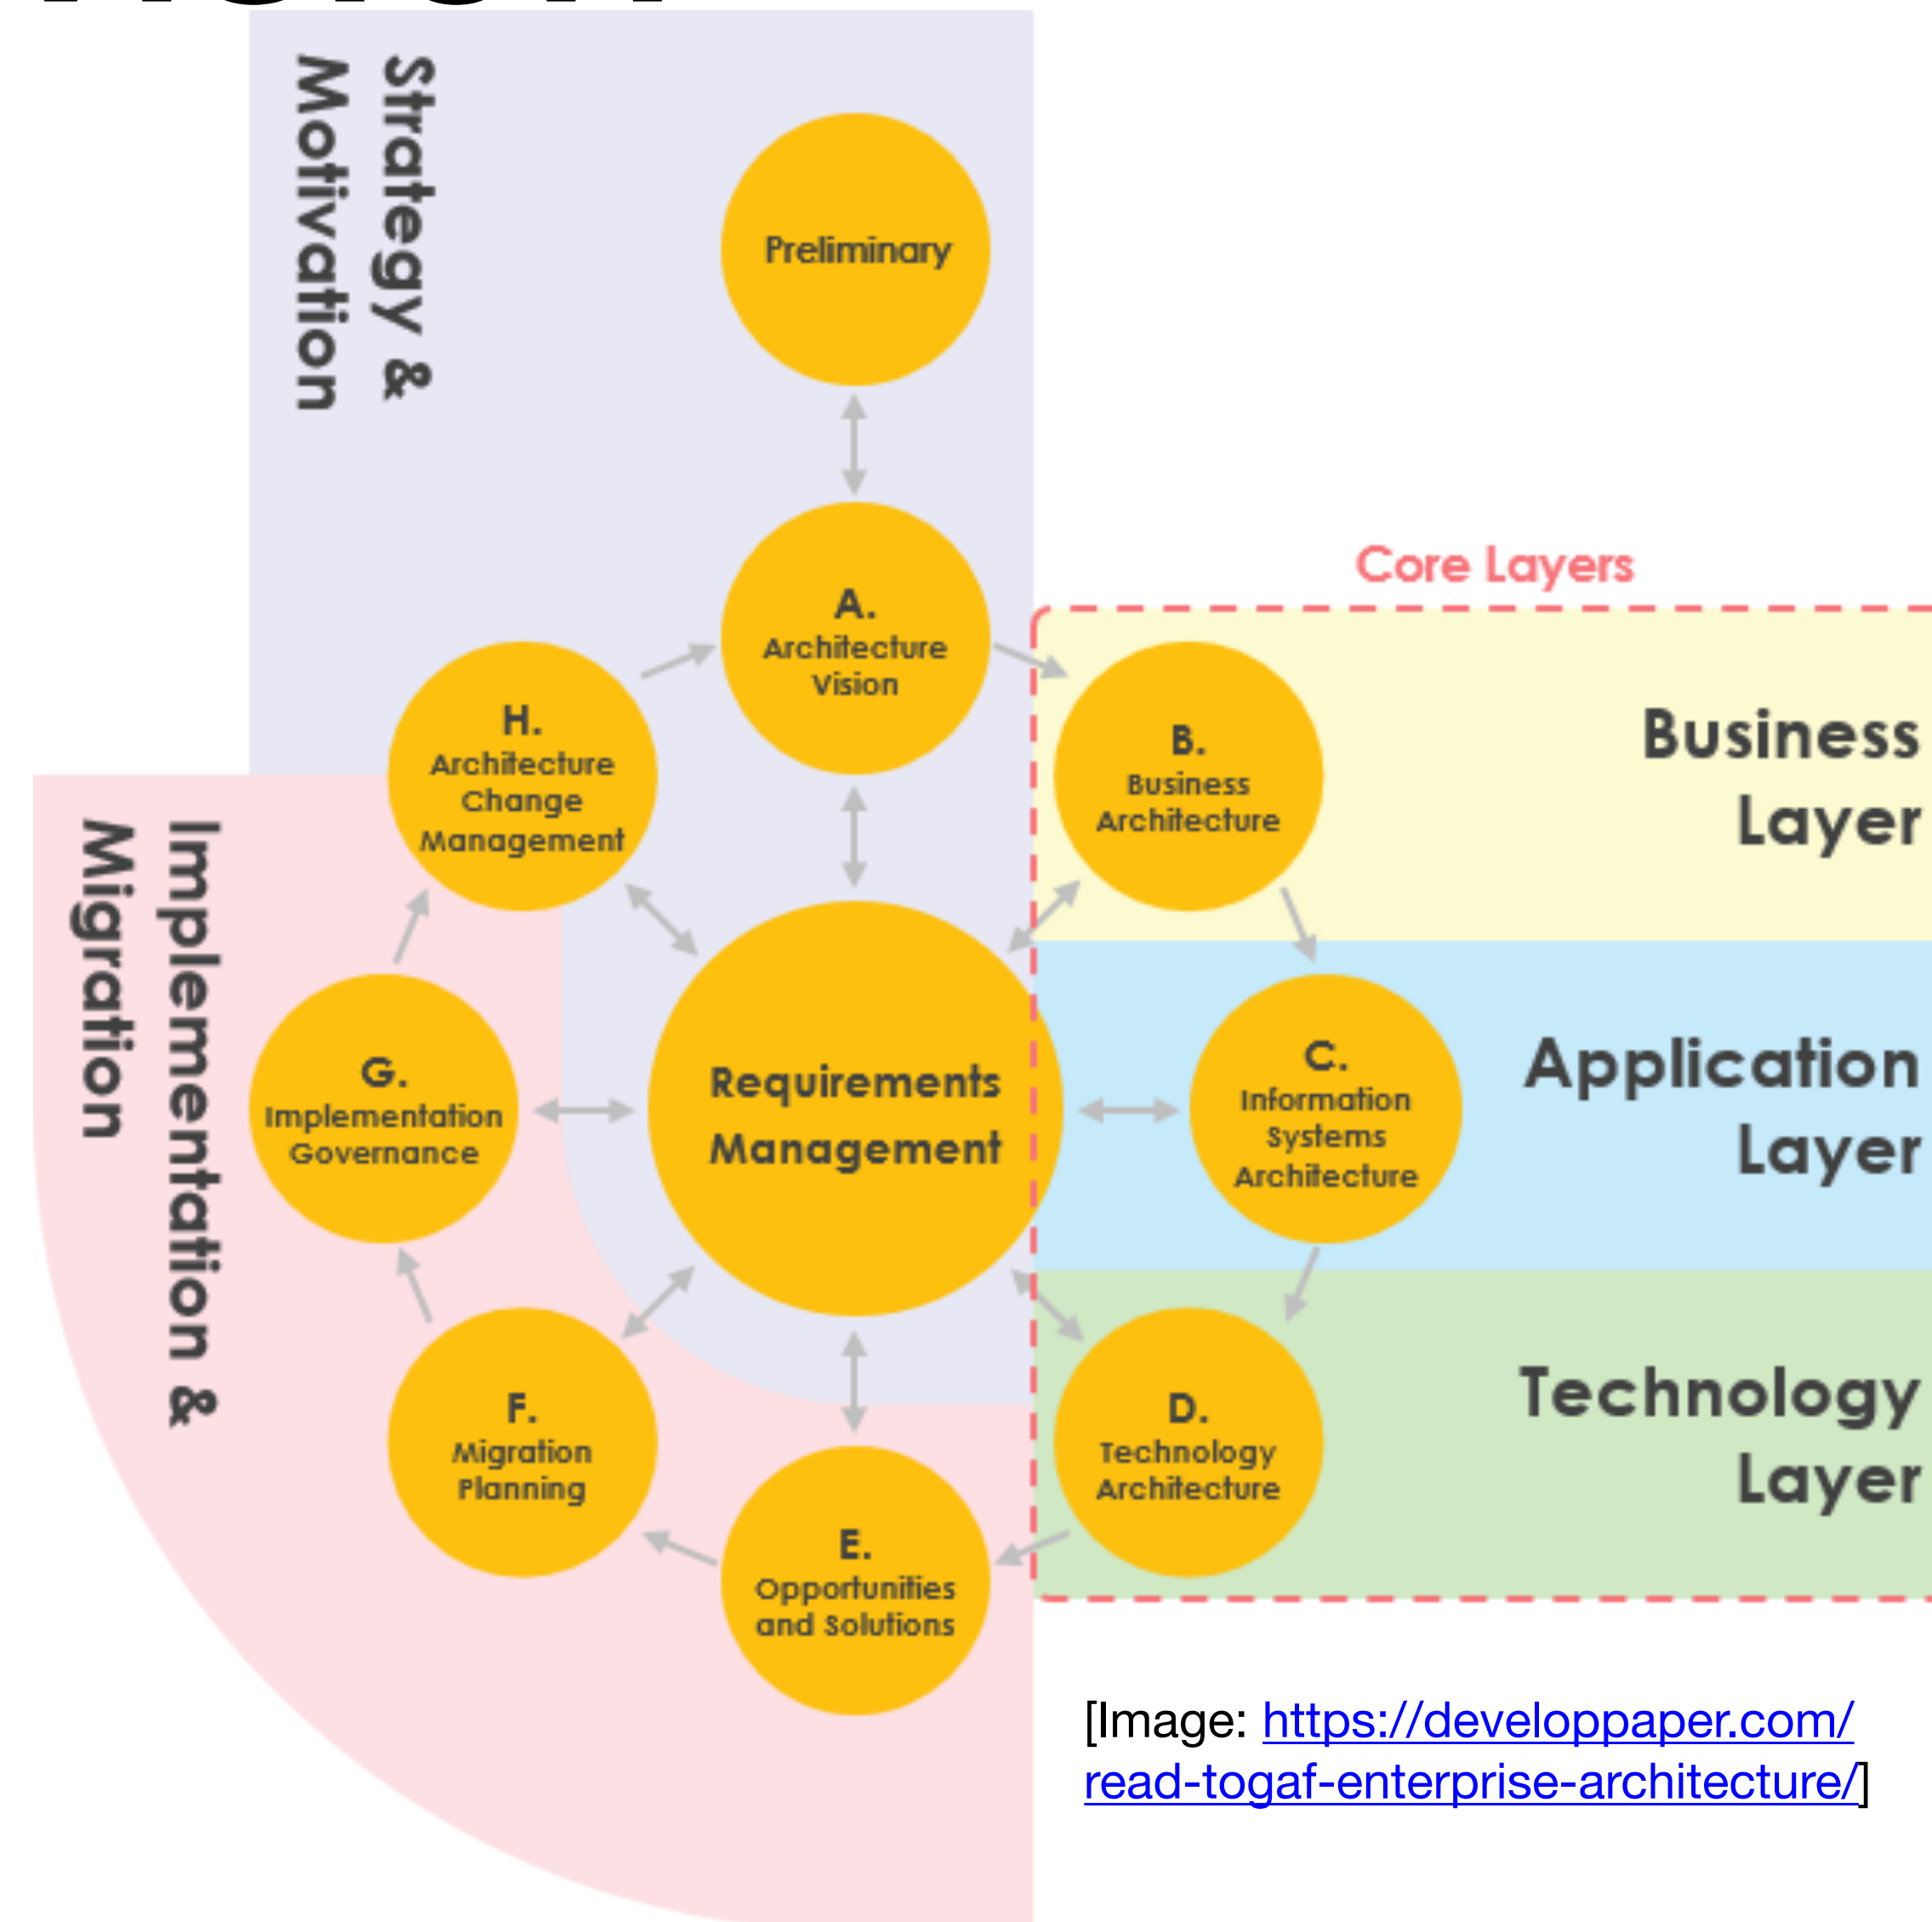 Strategy &
Motivation
Preliminary
A.
Architecture
Vision
Core Layers
H.
Architecture
Change
Management
B.
Business
Architecture
Business
Layer
Implementation &
Migration
G.
Implementation
Governance
Requirements
Management
C.
Information
Systems
Architecture
Application
Layer
F.
Migration
Planning
D.
Technology
Architecture
Technology
Layer
E.
Opportunities
and Solutions
[Image: https://developpaper.com/
read-togaf-enterprise-architecture/]